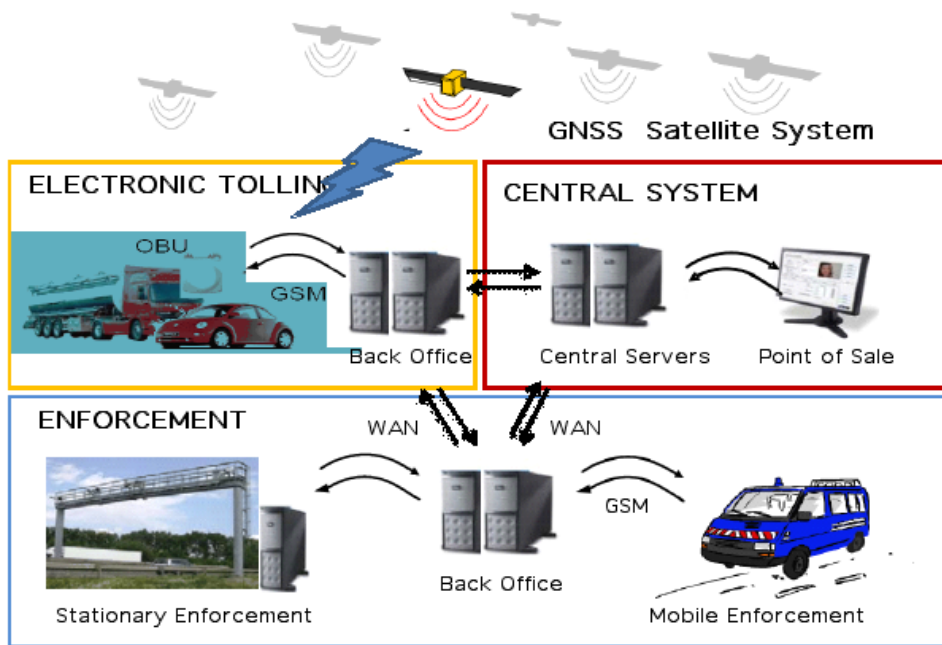 GNSS Satellite System
ELECTRONIC TOLLIN
CENTRAL SYSTEM
OBU
GSM
Back Office
Central Servers
Point of Sale
ENFORCEMENT
WAN
WAN
GSM
Back Office
Stationary Enforcement
Mobile Enforcement